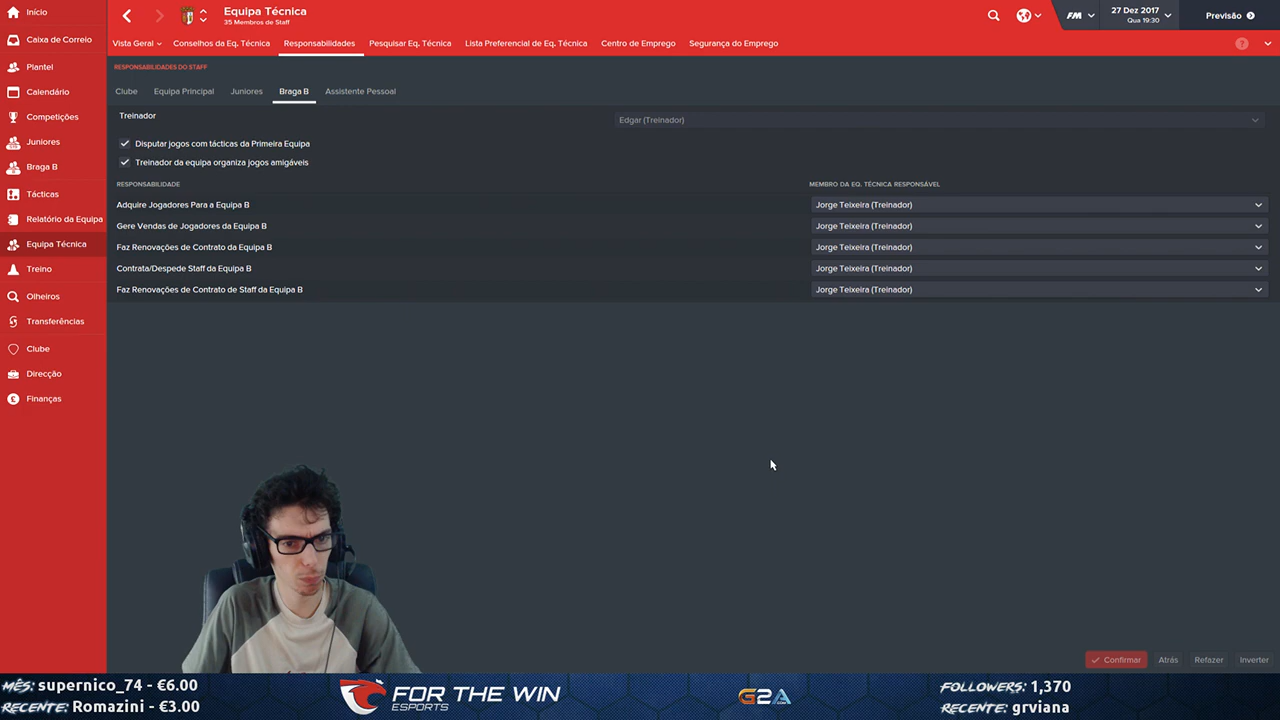 Início
Caixa de Correio
Plantel
Calendário
Competições
Juniores
Braga B
Tácticas
Relatório da Equipa
Equipa Técnica
Treino
Olheiros
Transferências
Clube
Direcção
Finanças
Equipa Técnica
35 Membros de Staff
FM
27 Dez 2017
Qua 19:30
Previsão
Vista Geral
Conselhos da Eq. Técnica
Responsabilidades
Pesquisar Eq. Técnica
Lista Preferencial de Eq. Técnica
Centro de Emprego
Segurança do Emprego
RESPONSABILIDADES DO STAFF
Clube
Equipa Principal
Juniores
Braga B
Assistente Pessoal
Treinador
Edgar (Treinador)
Disputar jogos com tácticas da Primeira Equipa
Treinador da equipa organiza jogos amigáveis
RESPONSABILIDADE
MEMBRO DA EQ. TÉCNICA RESPONSÁVEL
Adquire Jogadores Para a Equipa B
Jorge Teixeira (Treinador)
Gere Vendas de Jogadores da Equipa B
Jorge Teixeira (Treinador)
Faz Renovações de Contrato da Equipa B
Jorge Teixeira (Treinador)
Contrata/Despede Staff da Equipa B
Jorge Teixeira (Treinador)
Faz Renovações de Contrato de Staff da Equipa B
Jorge Teixeira (Treinador)
Confirmar
Atrás
Refazer
Inverter
MÊS: supernico_74 - €6.00
RECENTE: Romazini - €3.00
FOR THE WIN
ESPORTS
G2A
.COM
FOLLOWERS: 1,370
RECENTE: grviana